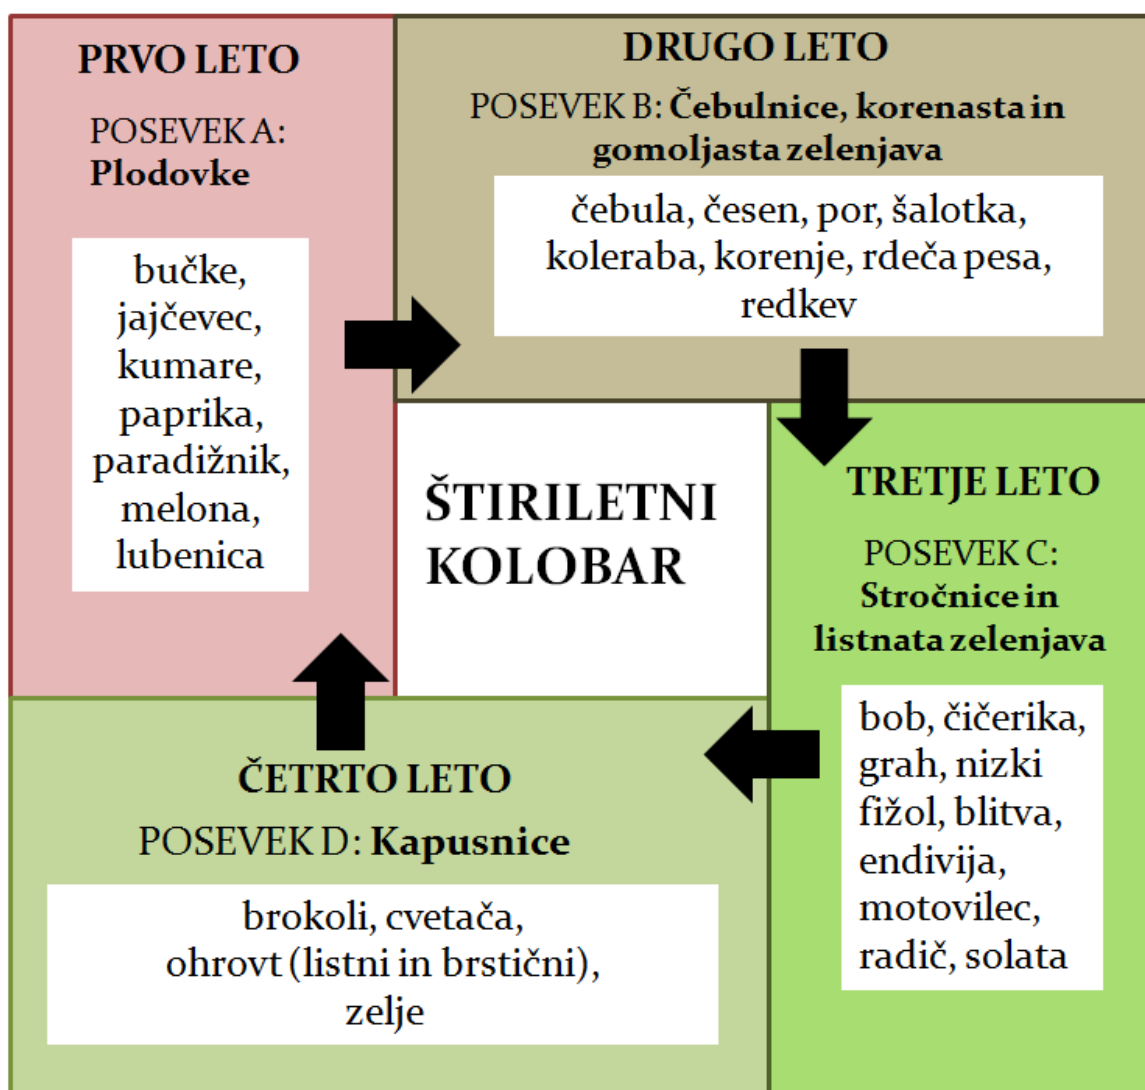 PRVO LETO
POSEVEK A:
Plodovke
bučke,
jajčevec,
kumare,
paprika,
paradižnik,
melona,
lubenica
DRUGO LETO
POSEVEK B: Čebulnice, korenasta in
gomoljasta zelenjava
čebula, česen, por, šalotka,
koleraba, korenje, rdeča pesa,
redkev
ŠTIRILETNI
KOLOBAR
TRETJE LETO
POSEVEK C:
Stročnice in
listnata zelenjava
bob, čičerika,
grah, nizki
fižol, blitva,
endivija,
motovilec,
radič, solata
ČETRTO LETO
POSEVEK D: Kapusnice
brokoli, cvetača,
ohrovt (listni in brstični),
zelje